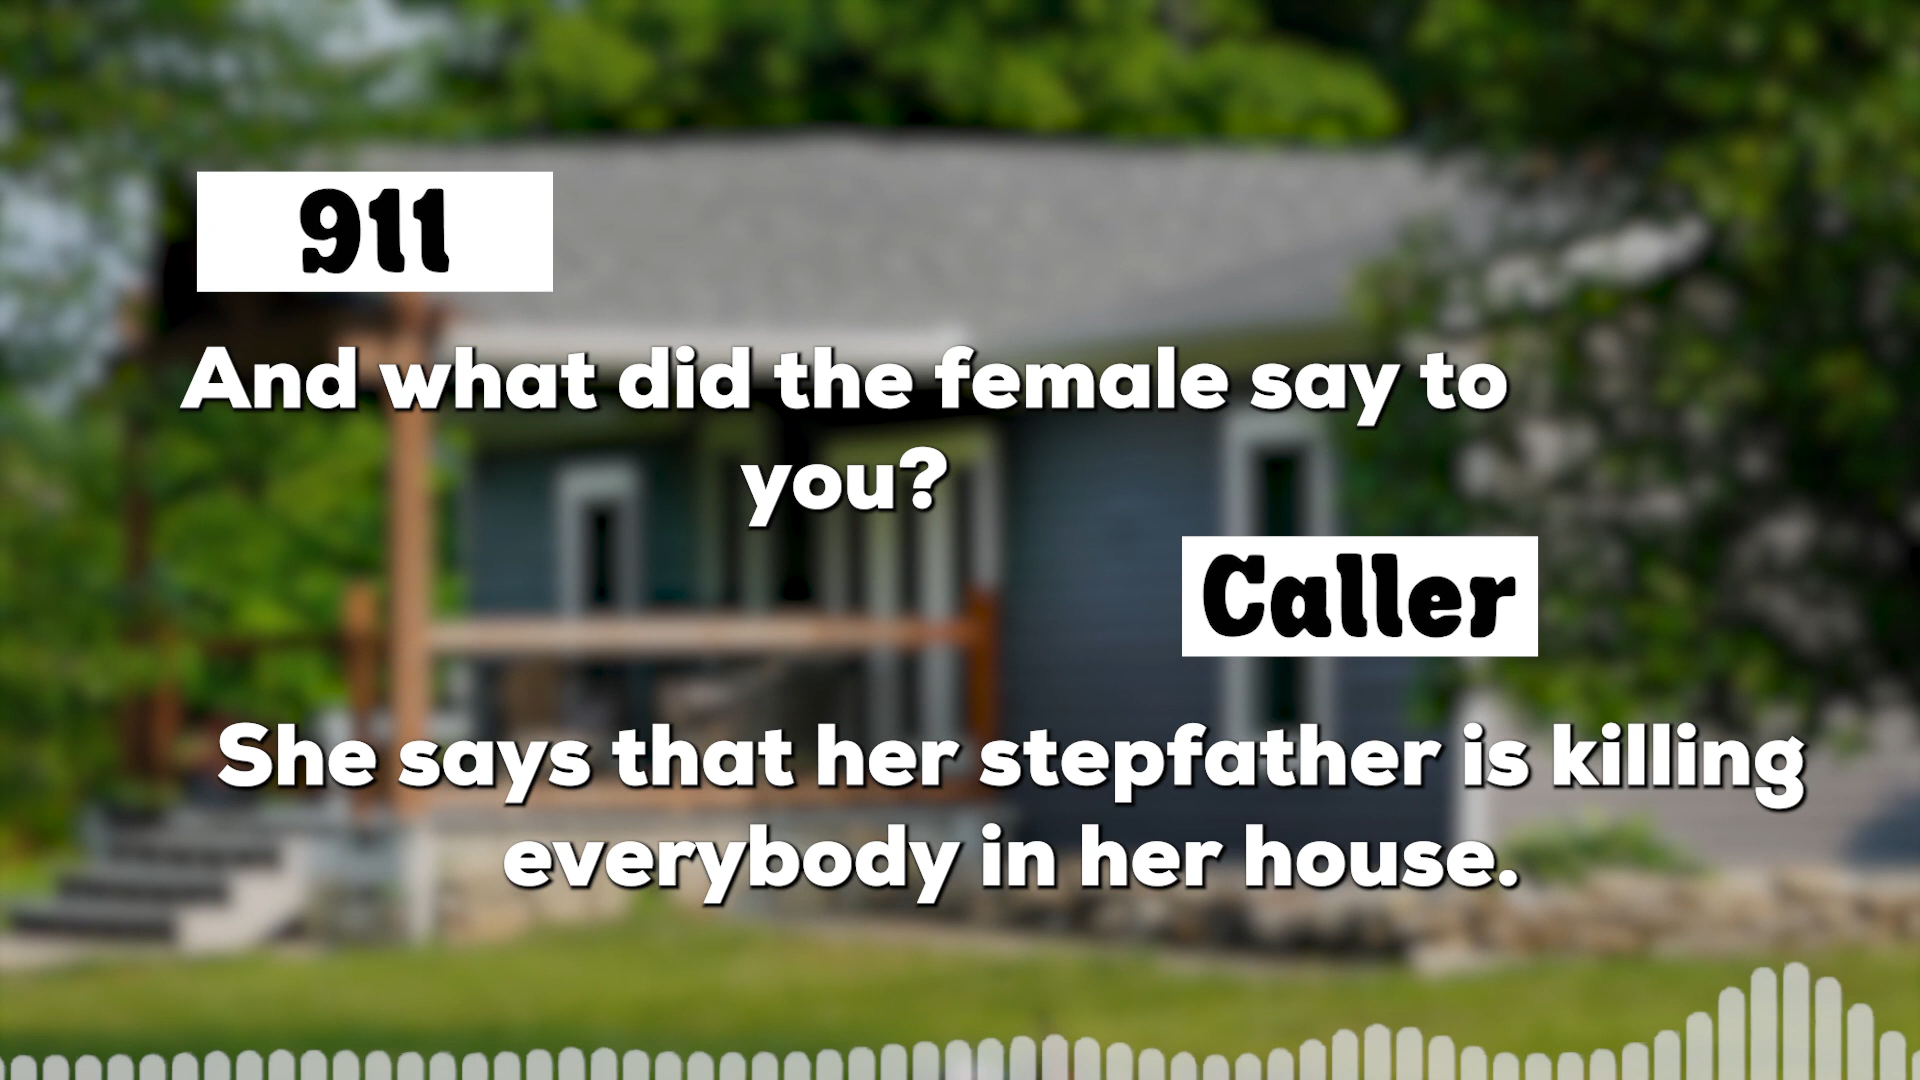 911
And what did the female say to
you?
Caller
She says that her stepfather is killing
everybody in her house.